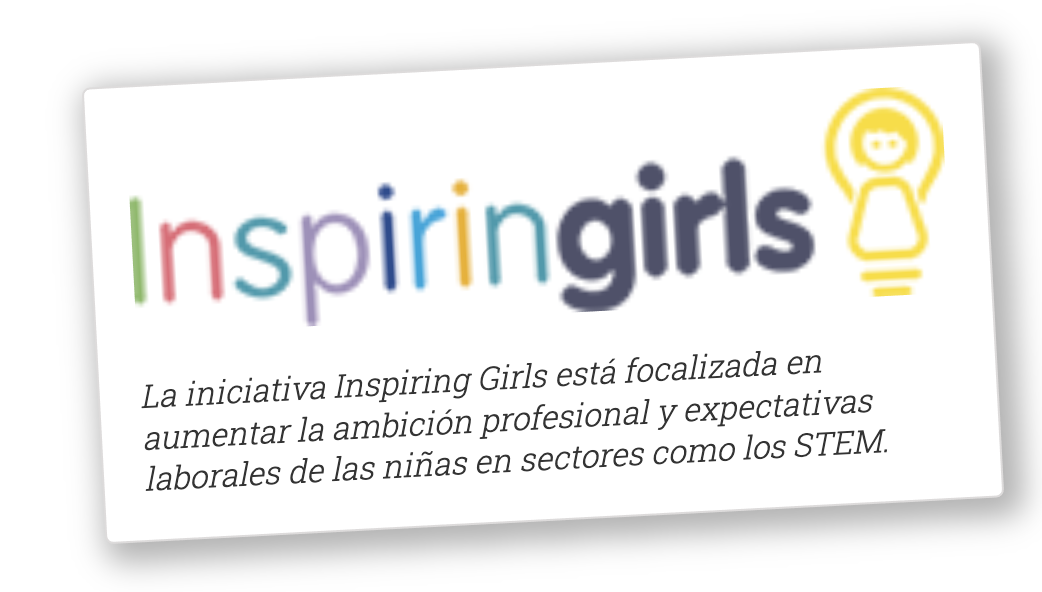 Inspiringirls
La iniciativa Inspiring Girls está focalizada en
aumentar la ambición profesional y expectativas
laborales de las niñas en sectores como los STEM.